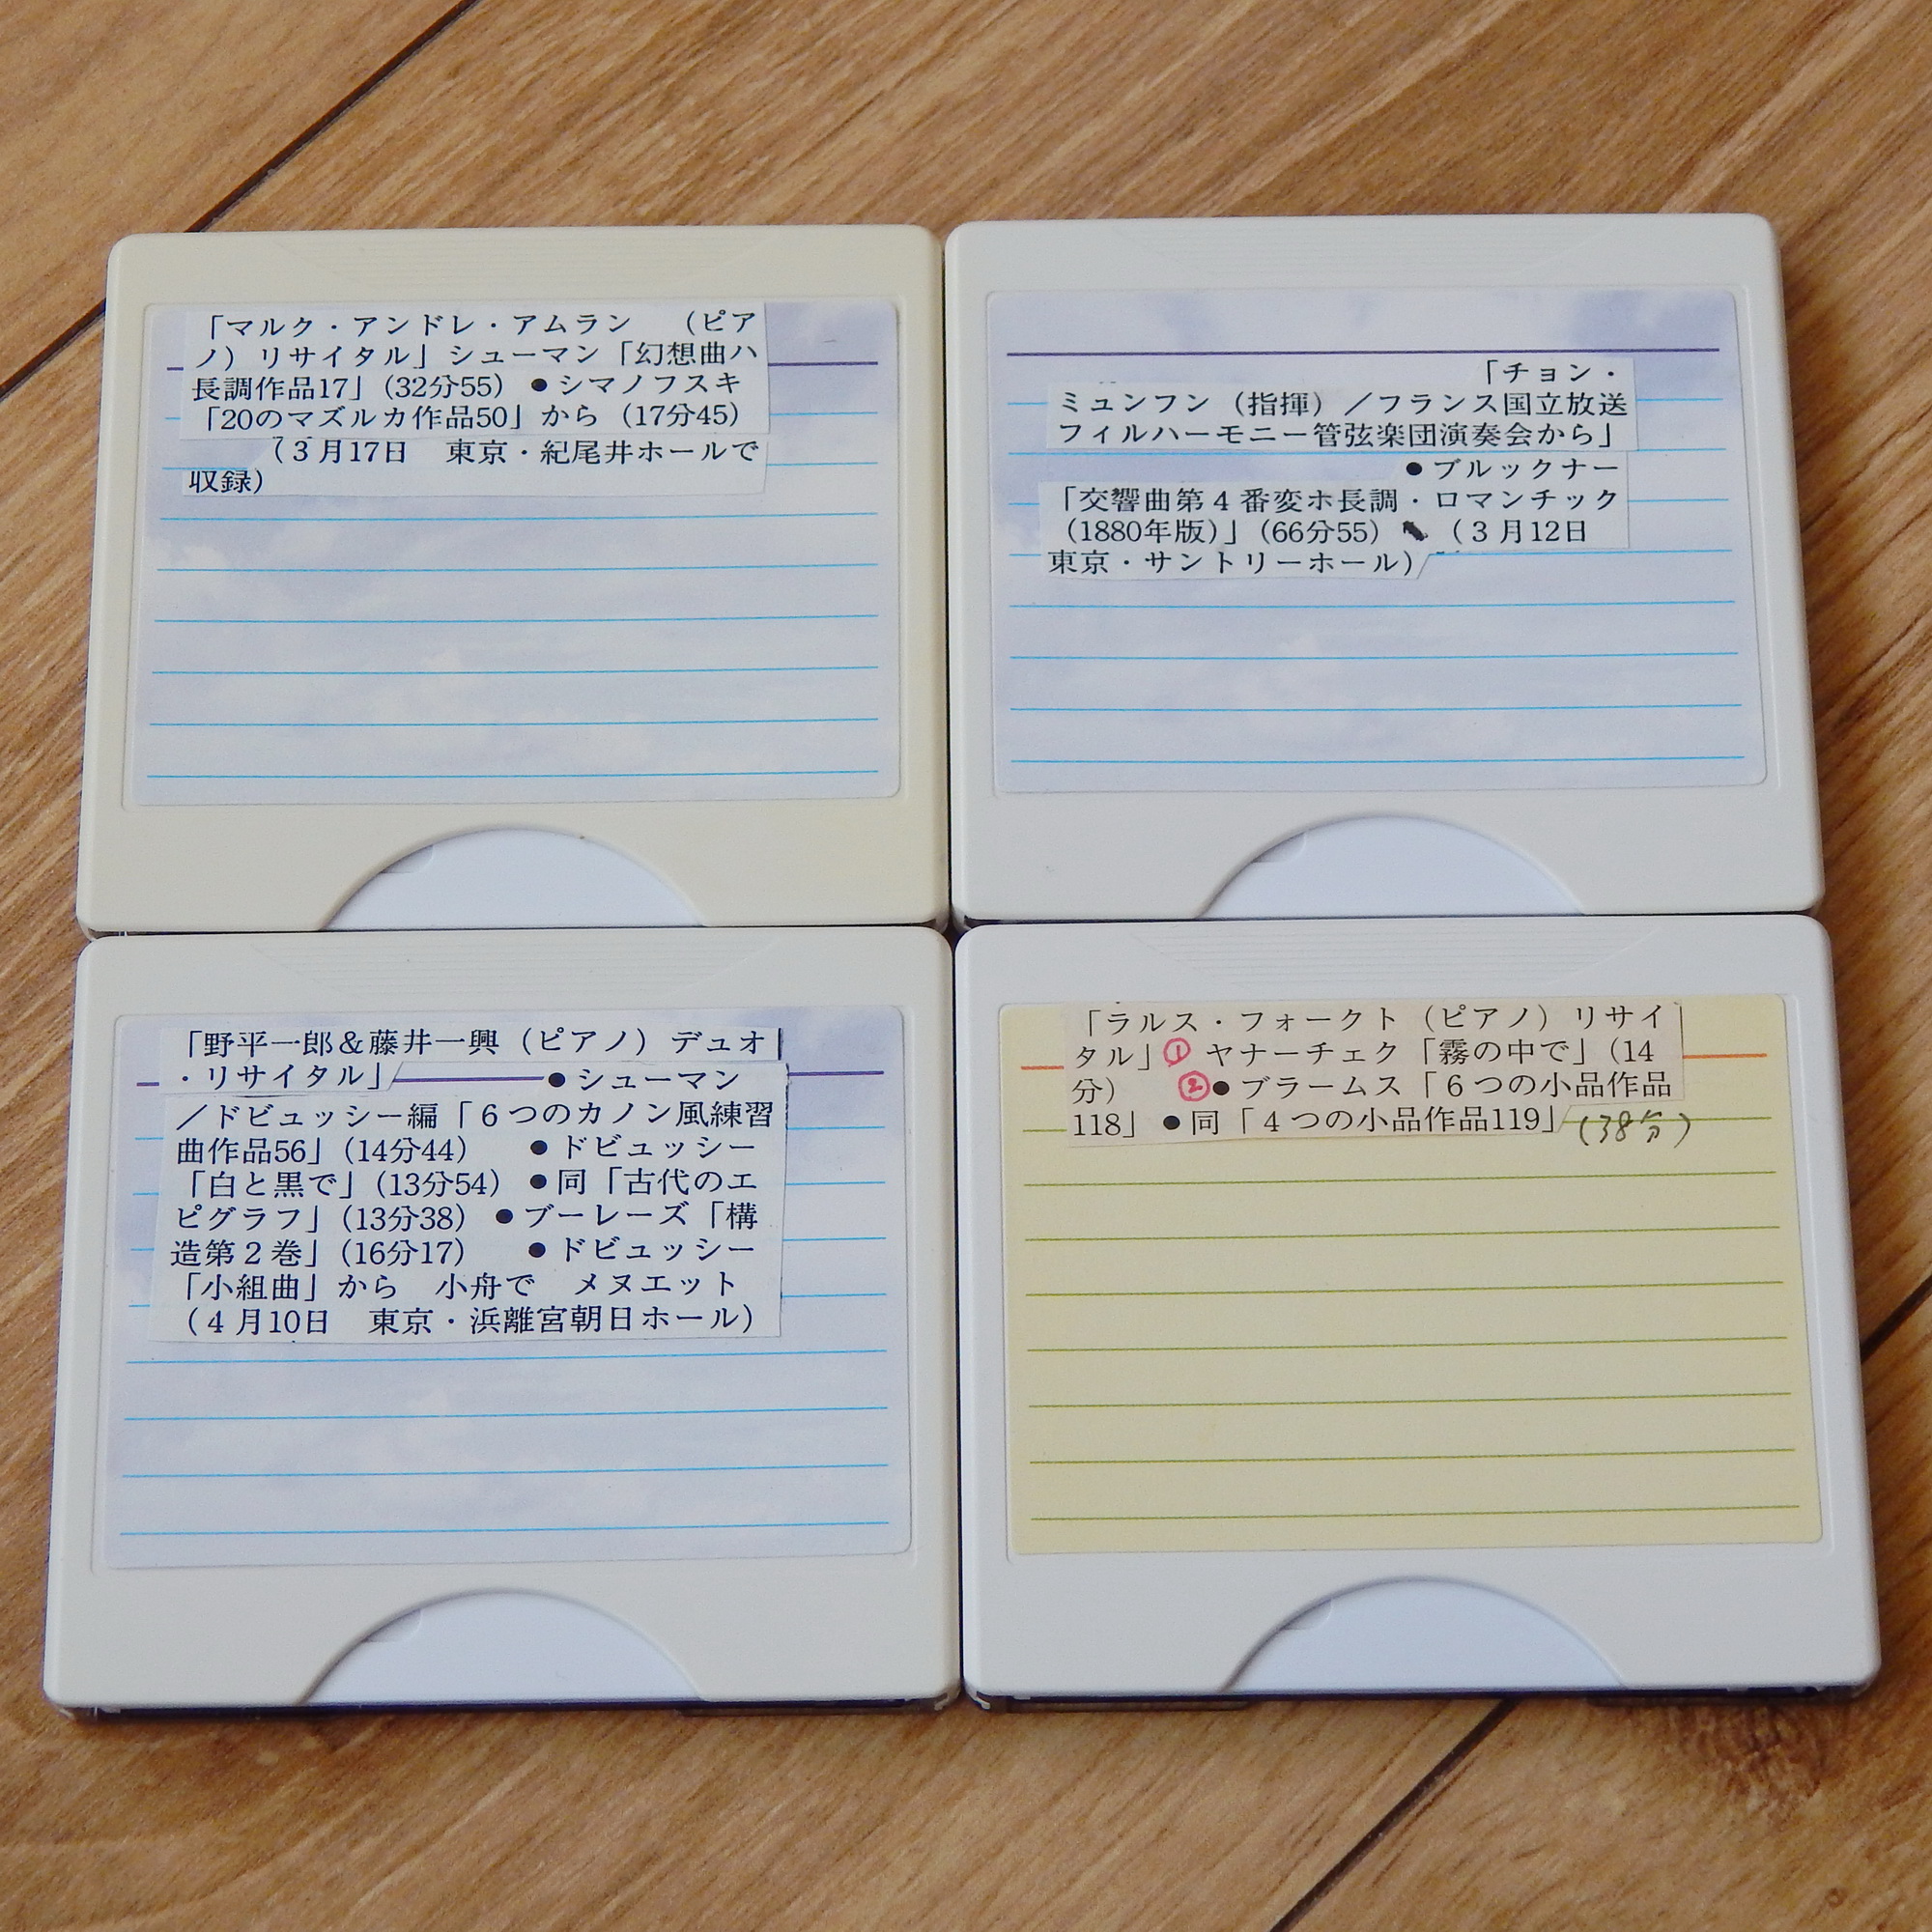 「マルク・アンドレ・アムラン　（ピア
ノ）リサイタル」シューマン「幻想曲ハ
長調作品17」（32分55）●シマノフスキ
「20のマズルカ作品50」から（17分45）
（３月17日　東京・紀尾井ホールで
収録）
「チョン・
ミュンフン（指揮）／フランス国立放送
フィルハーモニー管弦楽団演奏会から」
●ブルックナー
「交響曲第４番変ホ長調・ロマンチック
（1880年版）」（66分55）（３月12日
東京・サントリーホール）
「野平一郎＆藤井一興（ピアノ）デュオ
・リサイタル」　●シューマン
／ドビュッシー編「６つのカノン風練習
曲作品56」（14分44）　●ドビュッシー
「白と黒で」（13分54）●同「古代のエ
ピグラフ」（13分38）●ブーレーズ「構
造第２巻」（16分17）　●ドビュッシー
「小組曲」から　小舟で　メヌエット
（４月10日　東京・浜離宮朝日ホール）
「ラルス・フォークト（ピアノ）リサイ
タル」① ヤナーチェク「霧の中で」（14
分）　②●ブラームス「６つの小品作品
118」●同「４つの小品作品119」（38分）